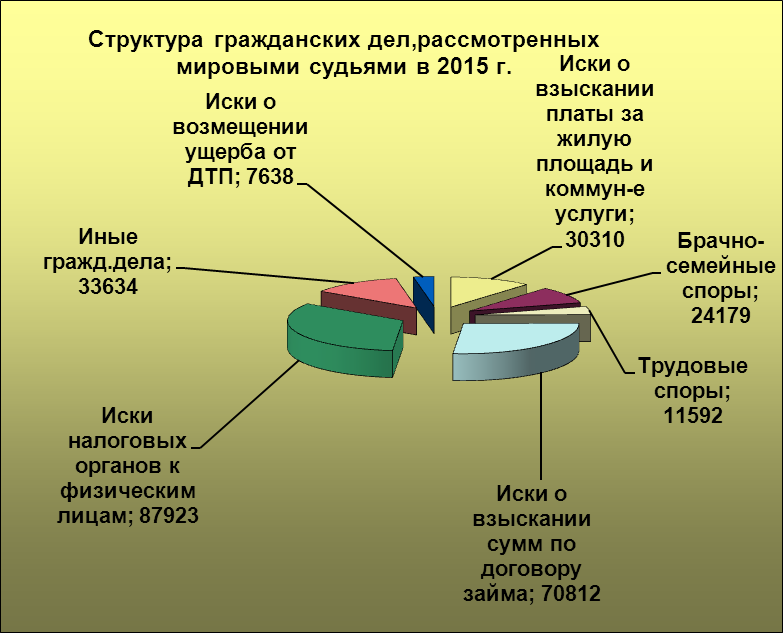 Структура гражданских дел,рассмотренных
мировыми судьями в 2015 г.
Иски о
возмещении
ущерба от
ДТП; 7638
Иски о
взыскании
платы за
жилую
площадь и
коммун-е
услуги;
30310
Иные
гражд.дела;
33634
Брачно-
семейные
споры;
24179
Трудовые
споры;
11592
Иски
налоговых
органов к
физическим
лицам; 87923
Иски о
взыскании
сумм по
договору
займа; 70812